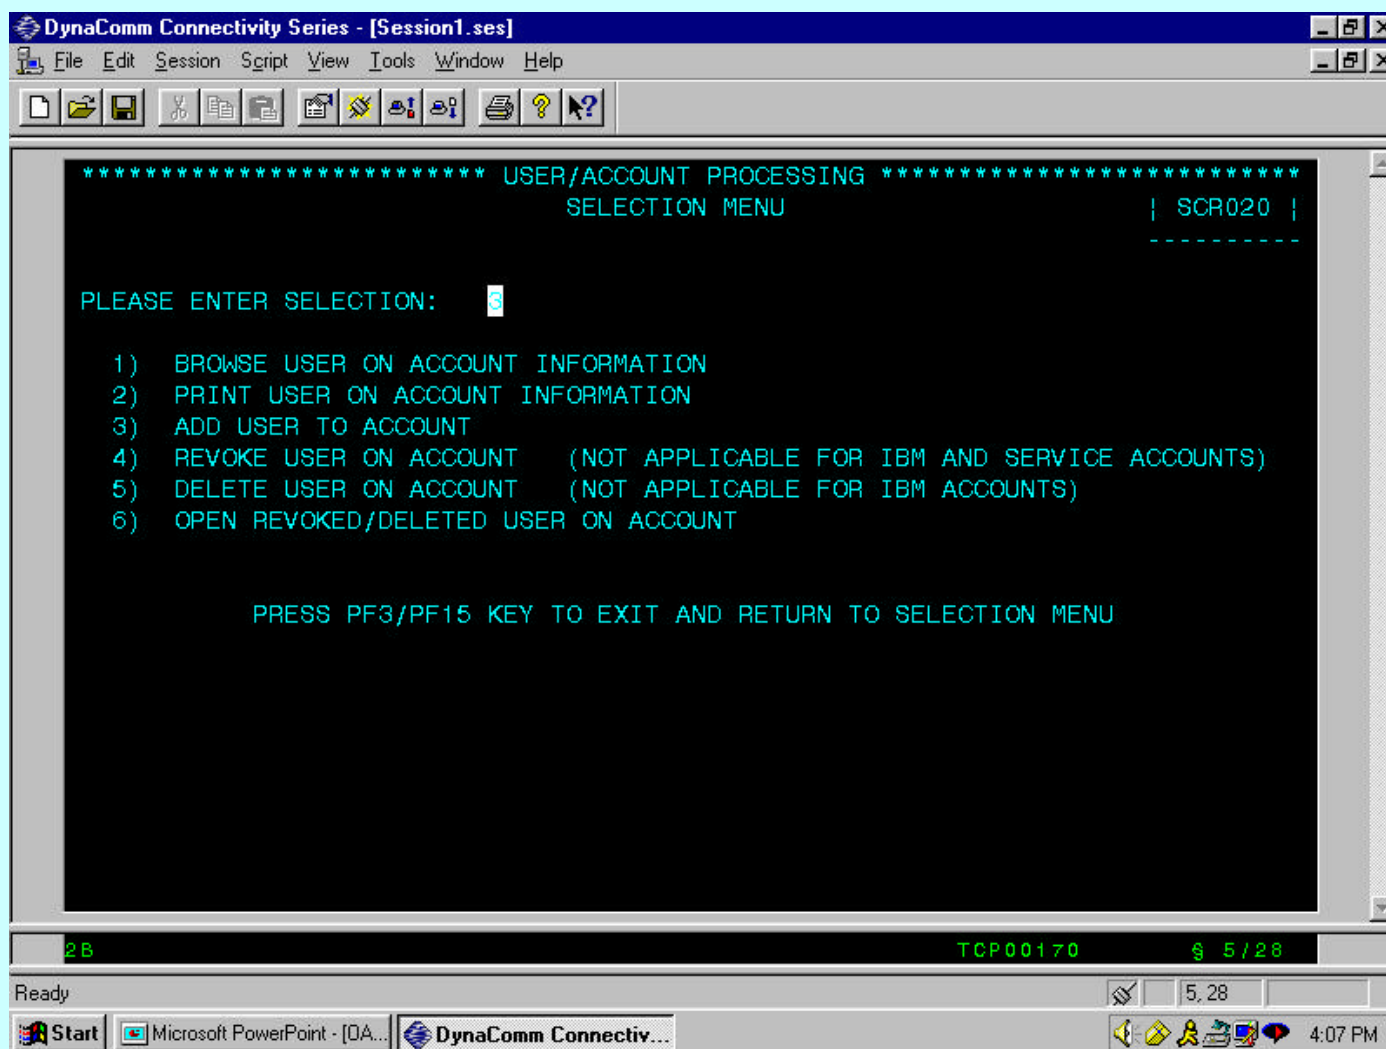 DynaComm Connectivity Series - [Session1.ses]
File Edit Session Script View Tools Window Help
*************************** USER/ACCOUNT PROCESSING ***************************
SELECTION MENU | SCR020 |
----------
PLEASE ENTER SELECTION: 3
1) BROWSE USER ON ACCOUNT INFORMATION
2) PRINT USER ON ACCOUNT INFORMATION
3) ADD USER TO ACCOUNT
4) REVOKE USER ON ACCOUNT (NOT APPLICABLE FOR IBM AND SERVICE ACCOUNTS)
5) DELETE USER ON ACCOUNT (NOT APPLICABLE FOR IBM ACCOUNTS)
6) OPEN REVOKED/DELETED USER ON ACCOUNT
PRESS PF3/PF15 KEY TO EXIT AND RETURN TO SELECTION MENU
2B TCP00170 § 5/28
Ready 5, 28
Start Microsoft PowerPoint - [OA... DynaComm Connectiv... 4:07 PM